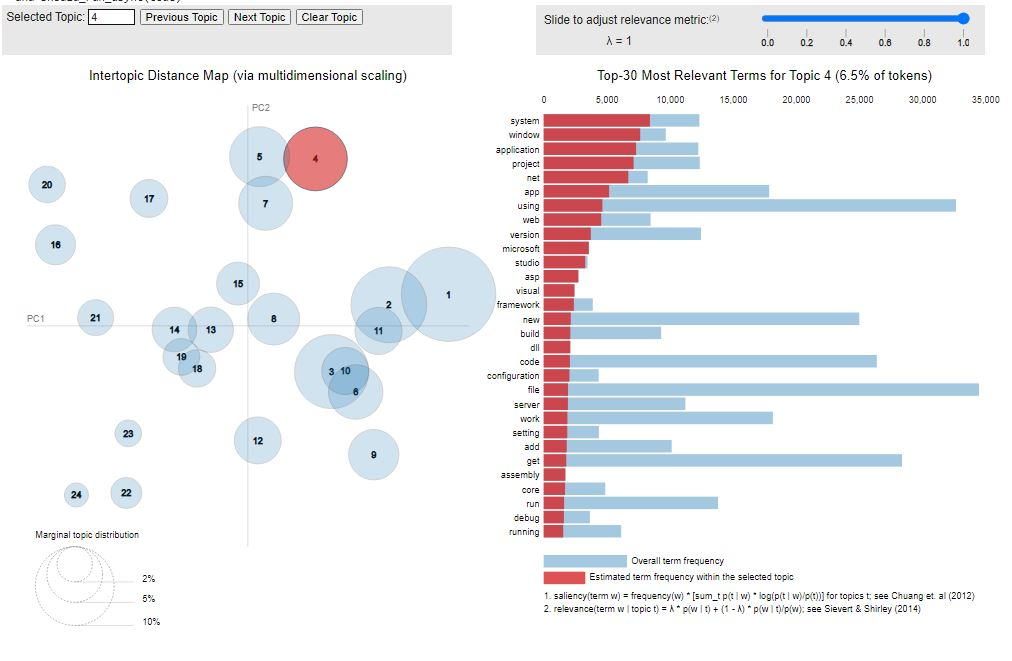 Selected Topic: 4 Previous Topic Next Topic Clear Topic
Slide to adjust relevance metric:(2)
λ = 1
0.0 0.2 0.4 0.6 0.8 1.0
Intertopic Distance Map (via multidimensional scaling)
PC2
PC1
5
4
20
17
7
16
15
1
2
21
8
14
13
11
19
18
3
10
6
23
12
9
24
22
Marginal topic distribution
2%
5%
10%
Top-30 Most Relevant Terms for Topic 4 (6.5% of tokens)
0 5,000 10,000 15,000 20,000 25,000 30,000 35,000
system
window
application
project
net
app
using
web
version
microsoft
studio
asp
visual
framework
new
build
dll
code
configuration
file
server
work
setting
add
get
assembly
core
run
debug
running
Overall term frequency
Estimated term frequency within the selected topic
1. saliency(term w) = frequency(w) * [sum_t p(t | w) * log(p(t | w)/p(t))] for topics t; see Chuang et. al (2012)
2. relevance(term w | topic t) = λ * p(w | t) + (1 - λ) * p(w | t)/p(w); see Sievert & Shirley (2014)